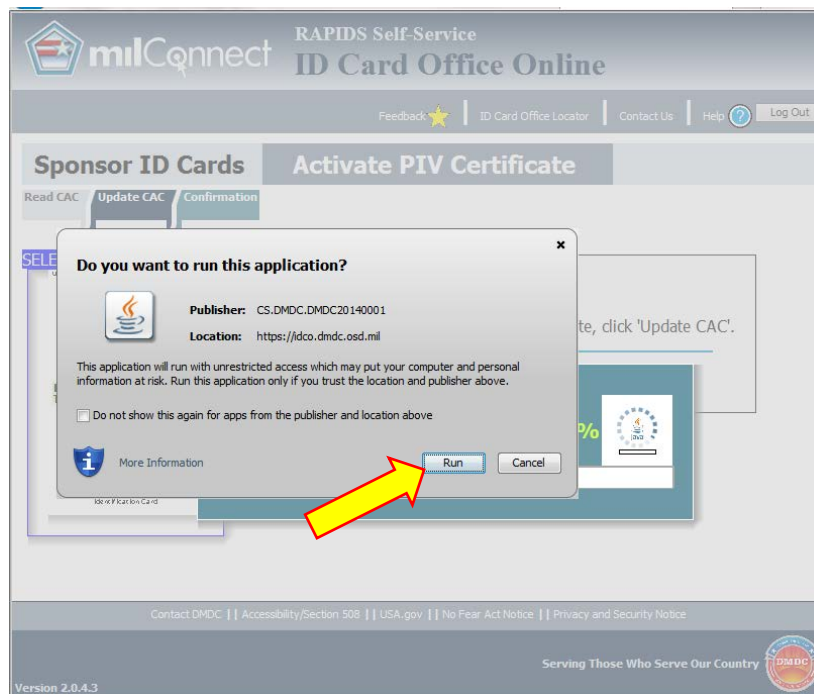 milConnect
RAPIDS Self-Service
ID Card Office Online
Feedback | ID Card Office Locator | Contact Us | Help ? Log Out
Sponsor ID Cards Activate PIV Certificate
Read CAC Update CAC Confirmation
SELE
Do you want to run this application?
Publisher: CS.DMDC.DMDC20140001
Location: https://idco.dmdc.osd.mil
te, click 'Update CAC'.
This application will run with unrestricted access which may put your computer and personal
information at risk. Run this application only if you trust the location and publisher above.
Do not show this again for apps from the publisher and location above
%
Java
More Information Run Cancel
Identification Card
Contact DMDC || Accessibility/Section 508 || USA.gov || No Fear Act Notice || Privacy and Security Notice
Serving Those Who Serve Our Country
DMDC
Version 2.0.4.3